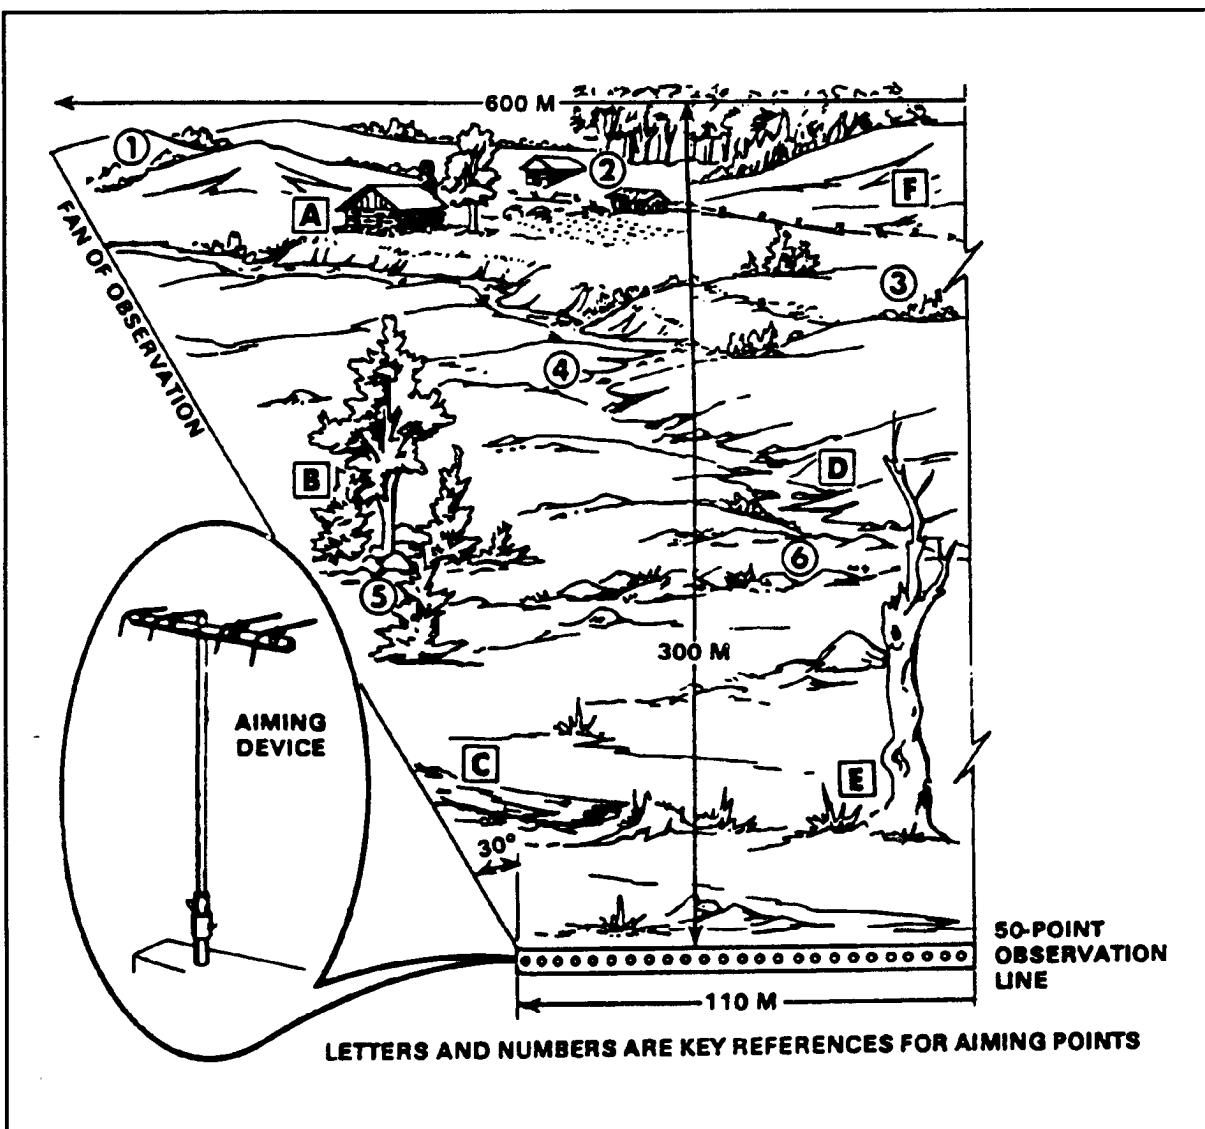 600 M
1
2
A
F
FAN OF OBSERVATION
3
4
B
D
6
5
300 M
AIMING
DEVICE
C
E
30°
50-POINT
OBSERVATION
LINE
110 M
LETTERS AND NUMBERS ARE KEY REFERENCES FOR AIMING POINTS